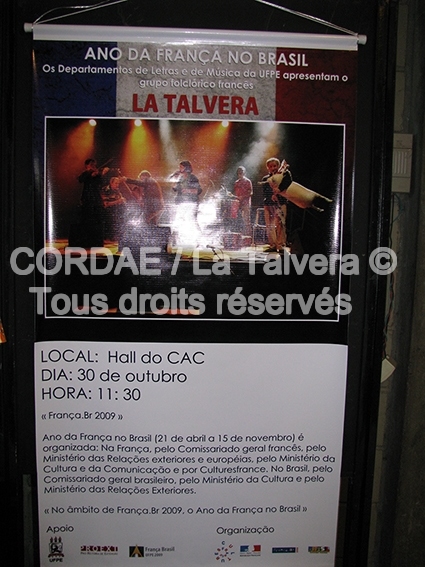 ANO DA FRANÇA NO BRASIL
Os Departamentos de Letras e de Música da UFPE apresentam o
grupo folclórico francês
LA TALVERA
CORDAE / La Talvera ©
Tous droits réservés
LOCAL: Hall do CAC
DIA: 30 de outubro
HORA: 11: 30
« França.Br 2009 »
Ano da França no Brasil (21 de abril a 15 de novembro) é
organizada: Na França, pelo Comissariado geral francês, pelo
Ministério das Relações exteriores e européias, pelo Ministério da
Cultura e da Comunicação e por Culturesfrance. No Brasil, pelo
Comissariado geral brasileiro, pelo Ministério da Cultura e pelo
Ministério das Relações Exteriores.
« No âmbito de França.Br 2009, o Ano da França no Brasil »
Apoio Organização
UFPE PROEXT França Brasil